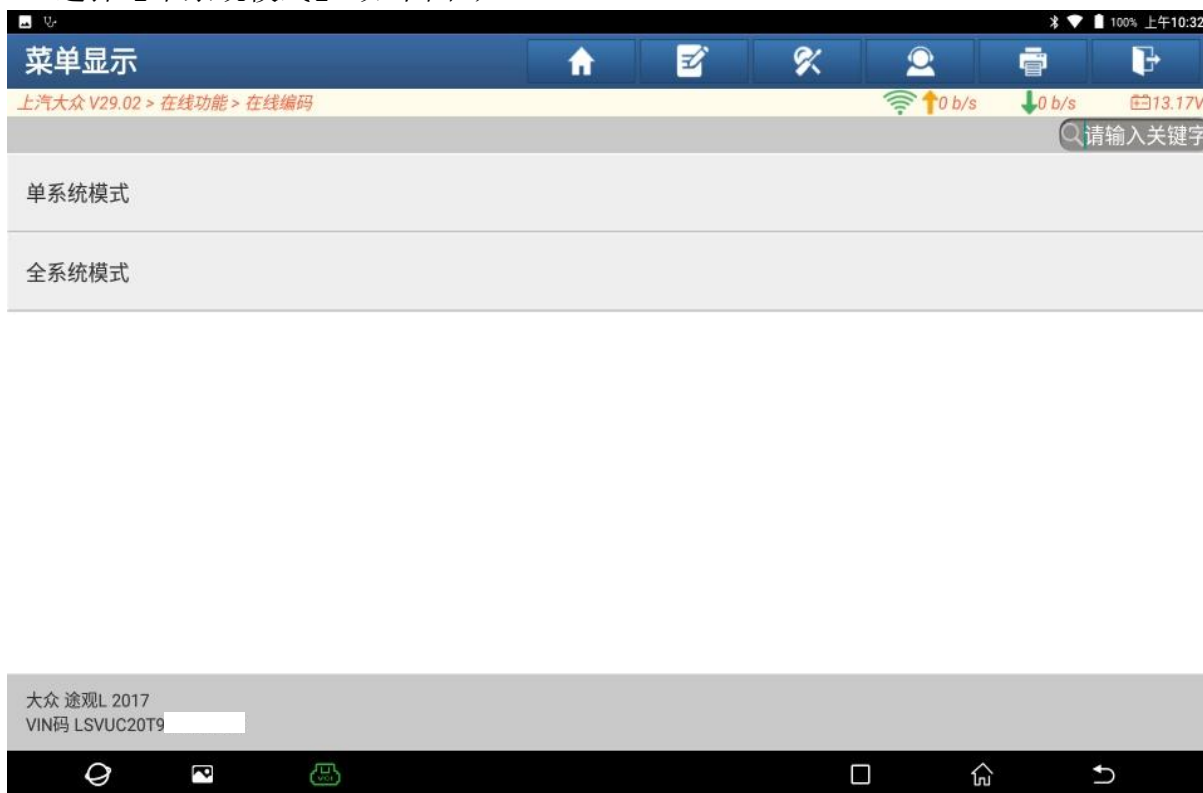 100% 上午10:32
菜单显示
上汽大众 V29.02 > 在线功能 > 在线编码
0 b/s 0 b/s 13.17V
请输入关键字
单系统模式
全系统模式
大众 途观L 2017
VIN码 LSVUC20T9
VCI